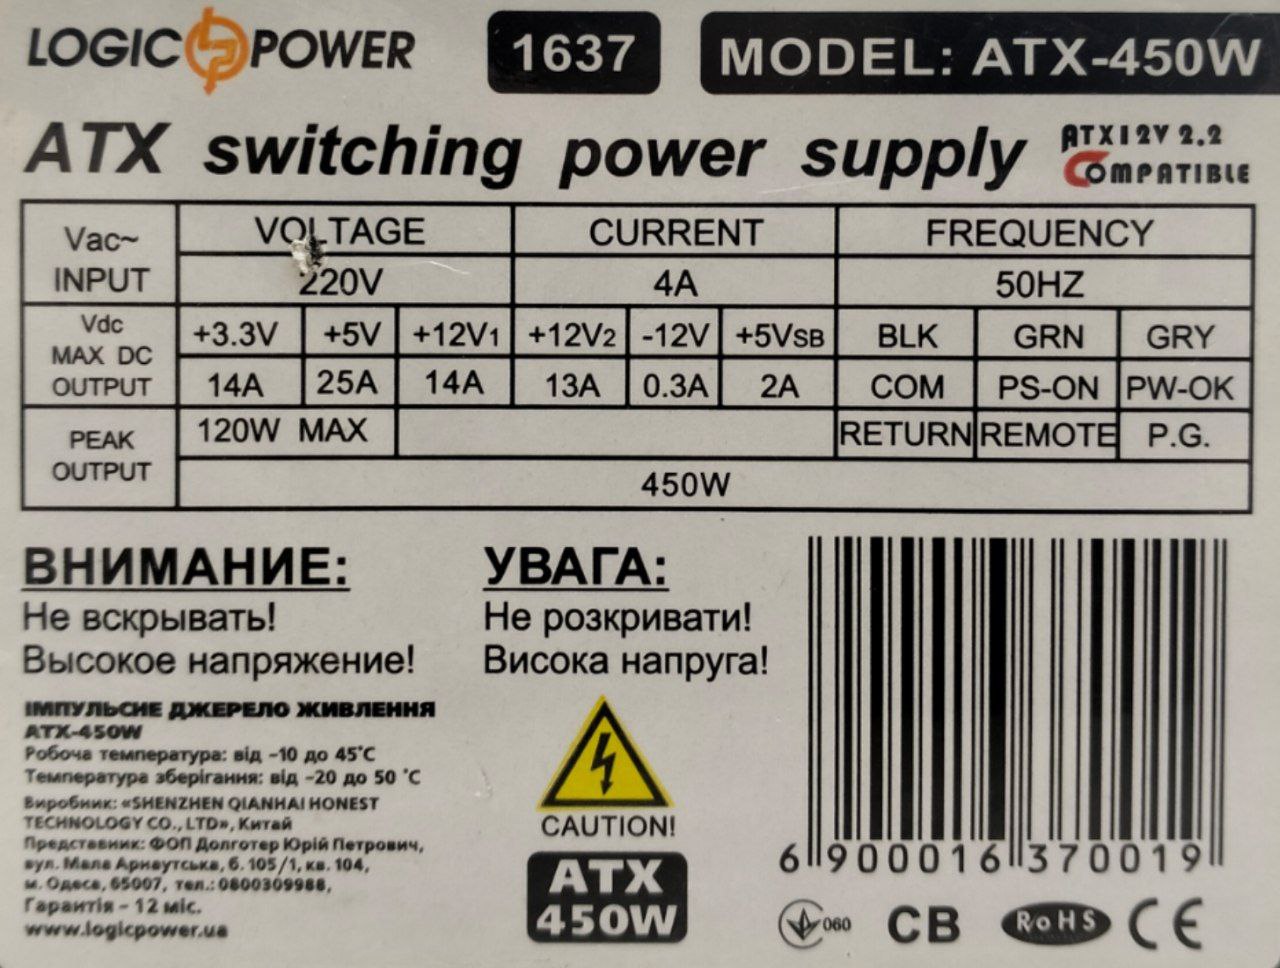 LOGIC POWER 1637 MODEL: ATX-450W
ATX switching power supply
ATX12V 2.2
COMPATIBLE
Vac~ INPUT
VOLTAGE CURRENT FREQUENCY
220V 4A 50HZ
Vdc MAX DC OUTPUT
+3.3V +5V +12V1 +12V2 -12V +5VSB BLK GRN GRY
14A 25A 14A 13A 0.3A 2A COM PS-ON PW-OK
PEAK OUTPUT
120W MAX RETURN REMOTE P.G.
450W
ВНИМАНИЕ:
Не вскрывать!
Высокое напряжение!
УВАГА:
Не розкривати!
Висока напруга!
ІМПУЛЬСНЕ ДЖЕРЕЛО ЖИВЛЕННЯ
ATX-450W
Робоча температура: від -10 до 45°C
Температура зберігання: від -20 до 50 °C
Виробник: «SHENZHEN QIANHAI HONEST
TECHNOLOGY CO., LTD», Китай
Представник: ФОП Долготер Юрій Петрович,
вул. Мала Арнаутська, б. 105/1, кв. 104,
м. Одеса, 65007, тел.: 0800309988,
Гарантія - 12 міс.
www.logicpower.ua
CAUTION!
ATX
450W
6 900016 370019
060 CB RoHS CE